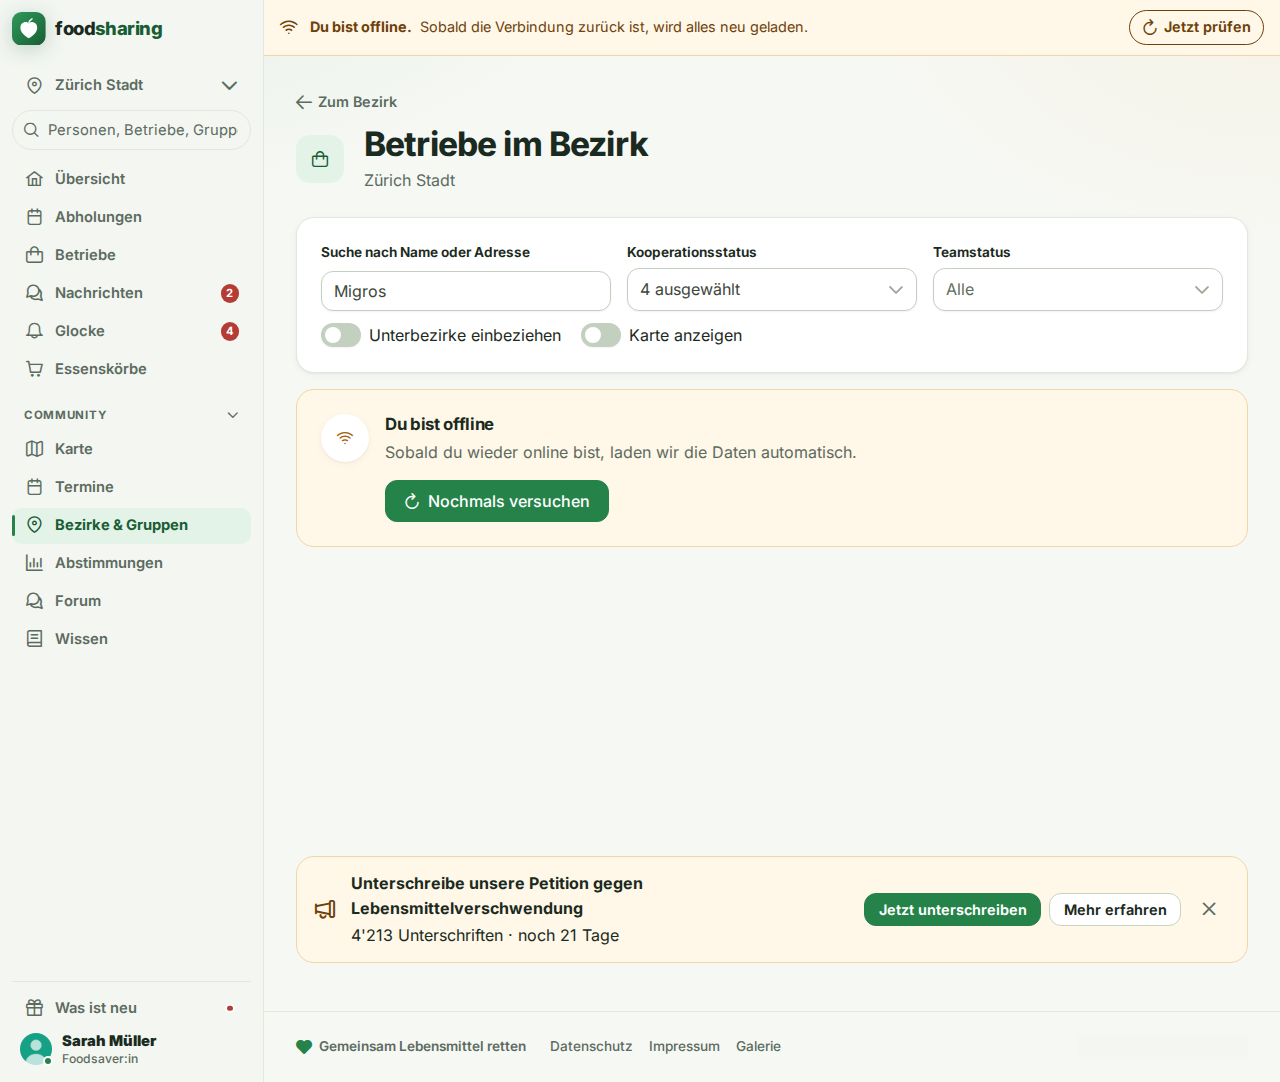 foodsharing
Zürich Stadt
Personen, Betriebe, Grupp
Übersicht
Abholungen
Betriebe
Nachrichten 2
Glocke 4
Essenskörbe
COMMUNITY
Karte
Termine
Bezirke & Gruppen
Abstimmungen
Forum
Wissen
Was ist neu
Sarah Müller
Foodsaver:in
Du bist offline. Sobald die Verbindung zurück ist, wird alles neu geladen.
Jetzt prüfen
Zum Bezirk
Betriebe im Bezirk
Zürich Stadt
Suche nach Name oder Adresse
Migros
Kooperationsstatus
4 ausgewählt
Teamstatus
Alle
Unterbezirke einbeziehen
Karte anzeigen
Du bist offline
Sobald du wieder online bist, laden wir die Daten automatisch.
Nochmals versuchen
Unterschreibe unsere Petition gegen
Lebensmittelverschwendung
4'213 Unterschriften · noch 21 Tage
Jetzt unterschreiben
Mehr erfahren
Gemeinsam Lebensmittel retten
Datenschutz
Impressum
Galerie